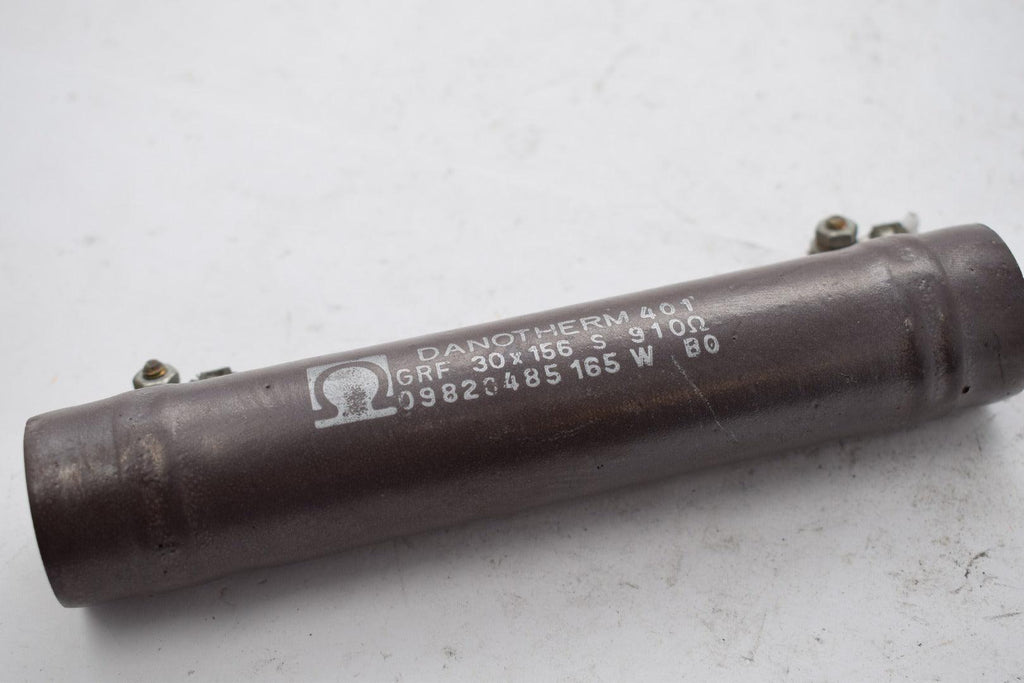 DANOTHERM 401
GRF 30x156 S 910Ω
09820485 165 W B0